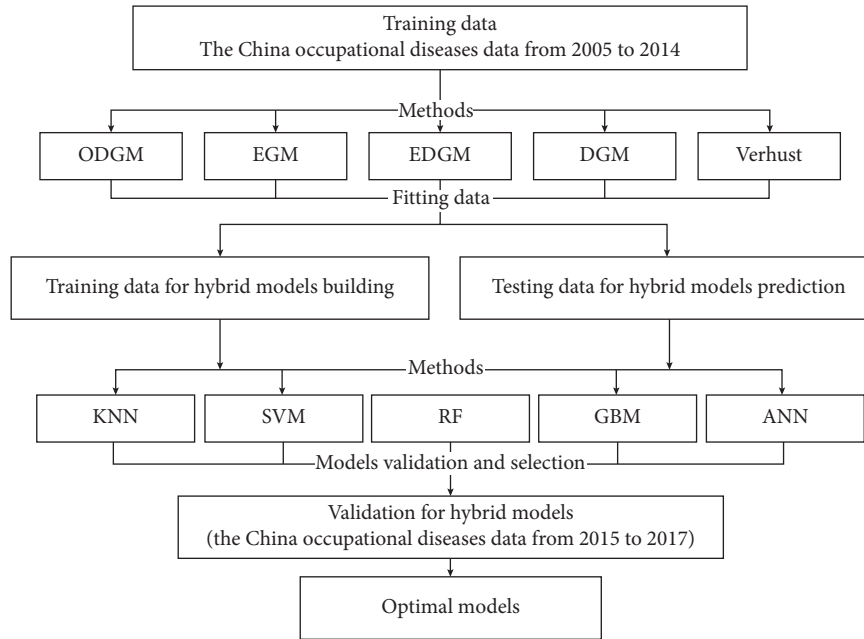 Training data
The China occupational diseases data from 2005 to 2014
Methods
ODGM
EGM
EDGM
DGM
Verhust
Fitting data
Training data for hybrid models building
Testing data for hybrid models prediction
Methods
KNN
SVM
RF
GBM
ANN
Models validation and selection
Validation for hybrid models
(the China occupational diseases data from 2015 to 2017)
Optimal models